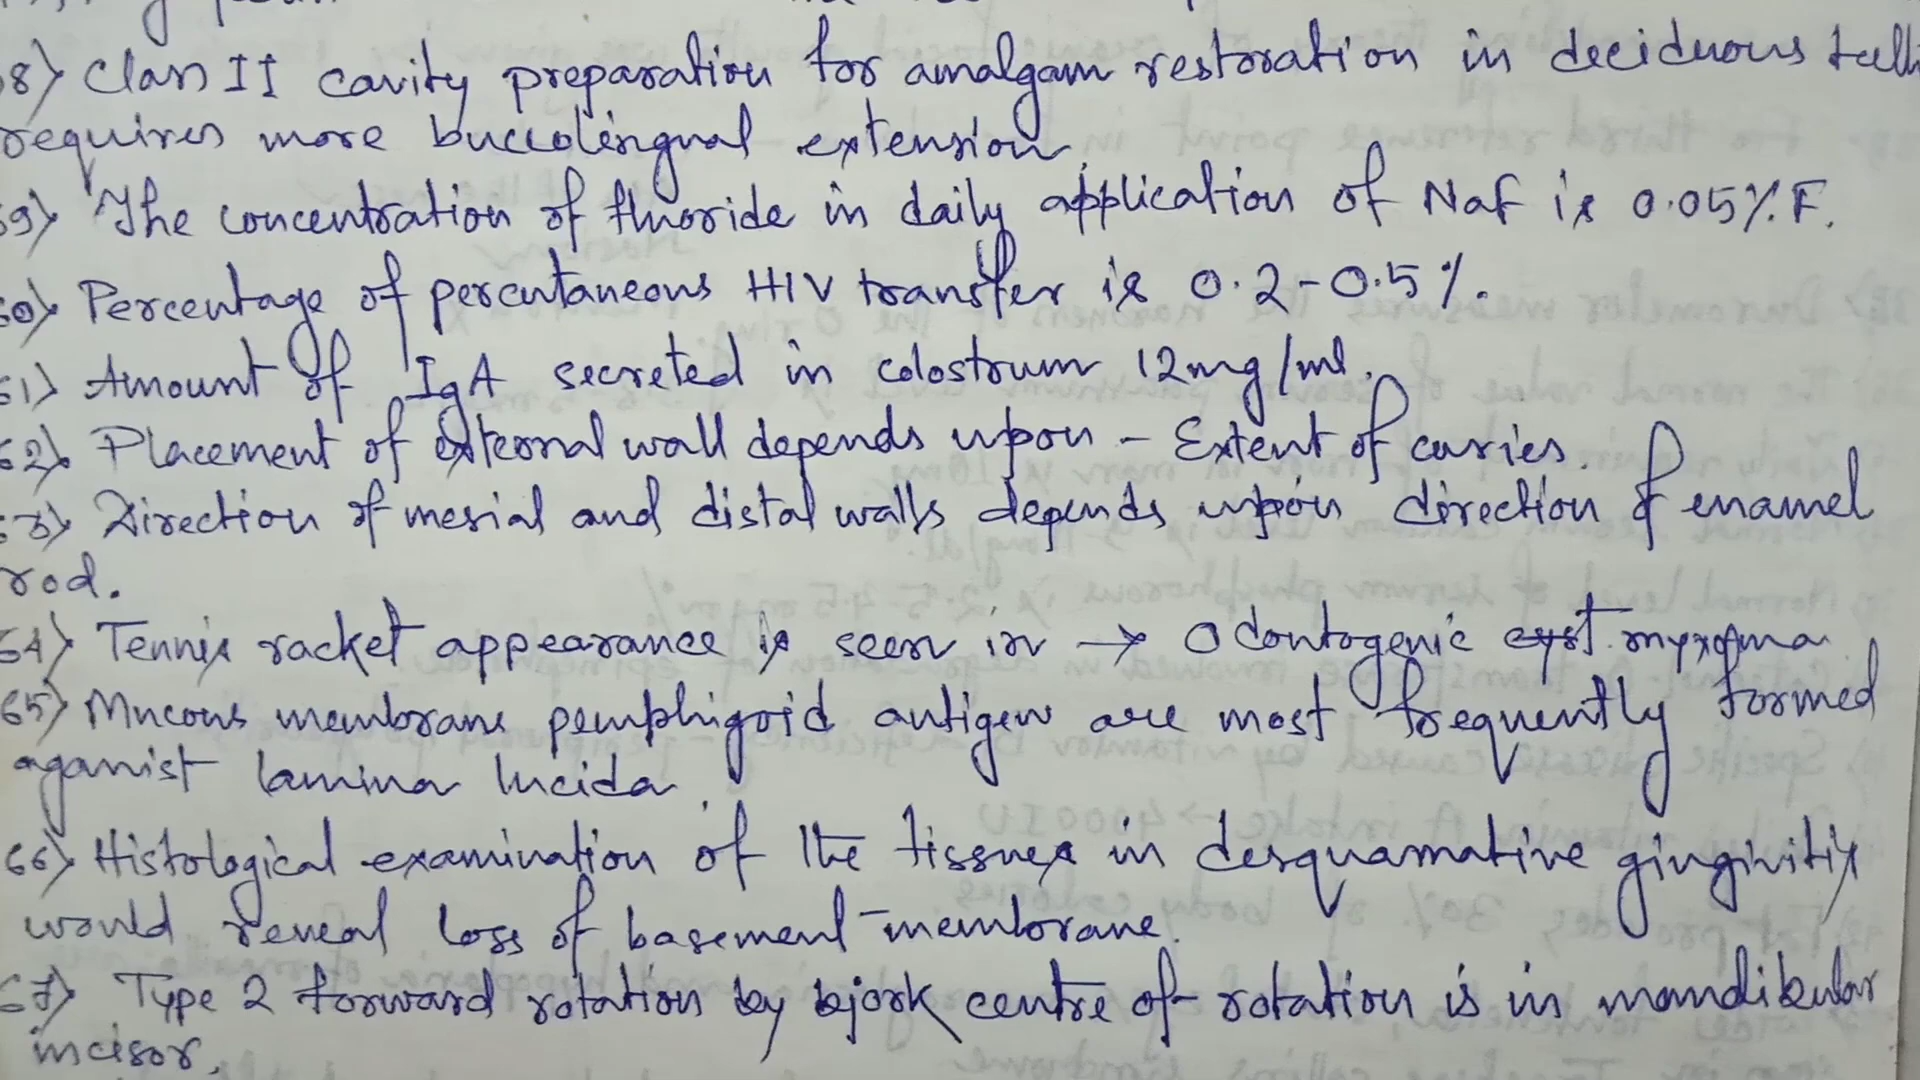 8) Class II cavity preparation for amalgam restoration in deciduous teeth
requires more buccolingual extension.
59) The concentration of fluoride in daily application of NaF is 0.05%.F.
60) Percentage of percutaneous HIV transfer is 0.2-0.5%.
61) Amount of IgA secreted in colostrum 12mg/ml.
62) Placement of external wall depends upon - Extent of caries.
63) Direction of mesial and distal walls depends upon direction of enamel
rod.
64) Tennis racket appearance is seen in → Odontogenic cyst. myxoma.
65) Mucous membrane pemphigoid antigen are most frequently formed
aganist lamina lucida.
66) Histological examination of the tissues in desquamative gingivitis
would reveal loss of basement membrane.
67) Type 2 forward rotation by bjork centre of rotation is in mandibular
incisor.